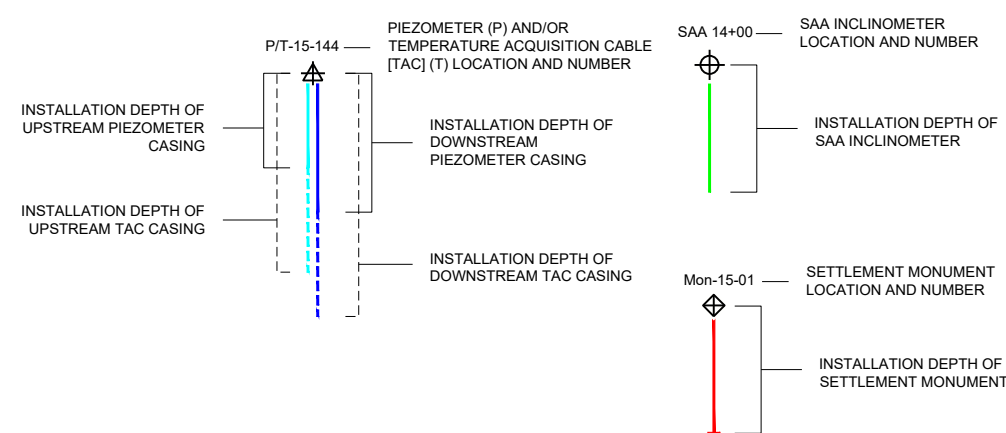 P/T-15-144
PIEZOMETER (P) AND/OR
TEMPERATURE ACQUISITION CABLE
[TAC] (T) LOCATION AND NUMBER
INSTALLATION DEPTH OF
UPSTREAM PIEZOMETER
CASING
INSTALLATION DEPTH OF
DOWNSTREAM
PIEZOMETER CASING
INSTALLATION DEPTH OF
UPSTREAM TAC CASING
INSTALLATION DEPTH OF
DOWNSTREAM TAC CASING
SAA 14+00
SAA INCLINOMETER
LOCATION AND NUMBER
INSTALLATION DEPTH OF
SAA INCLINOMETER
Mon-15-01
SETTLEMENT MONUMENT
LOCATION AND NUMBER
INSTALLATION DEPTH OF
SETTLEMENT MONUMENT